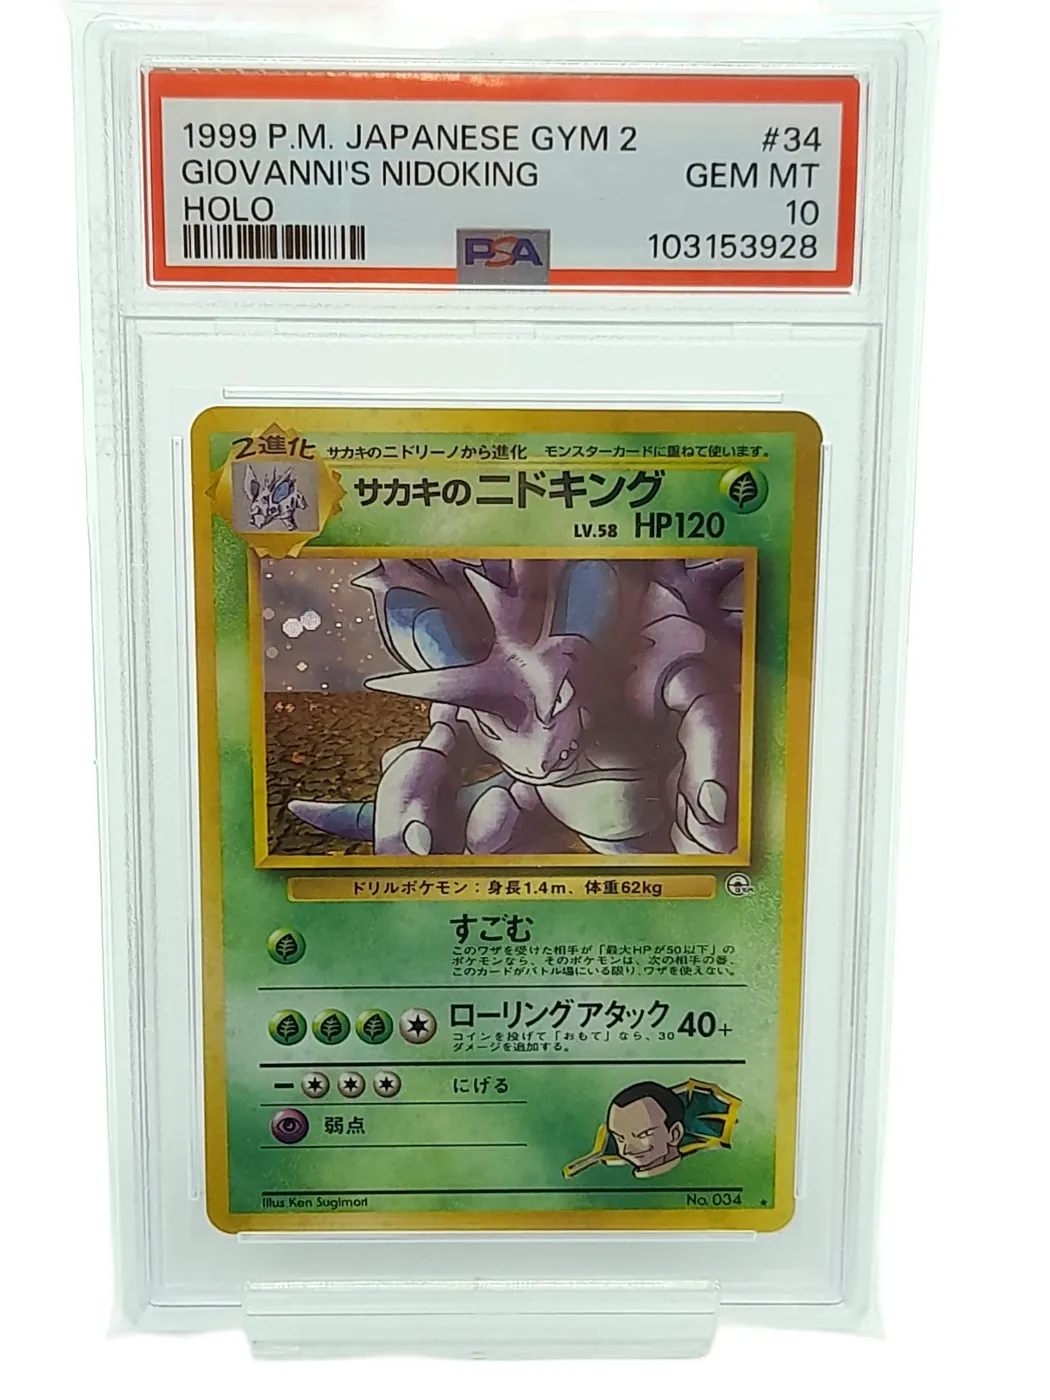 1999 P.M. JAPANESE GYM 2 #34
GIOVANNI'S NIDOKING GEM MT
HOLO 10
PSA 103153928
2進化 サカキのニドリーノから進化 モンスターカードに重ねて使います。
サカキのニドキング
LV.58 HP120
ドリルポケモン：身長1.4m、体重62kg
すごむ
このワザを受けた相手が「最大HPが50以下」の
ポケモンなら、そのポケモンは、次の相手の番、
このカードがバトル場にいる限り、ワザを使えない。
ローリングアタック 40+
コインを投げて「おもて」なら、30
ダメージを追加する。
にげる
弱点
Illus. Ken Sugimori No. 034 ★